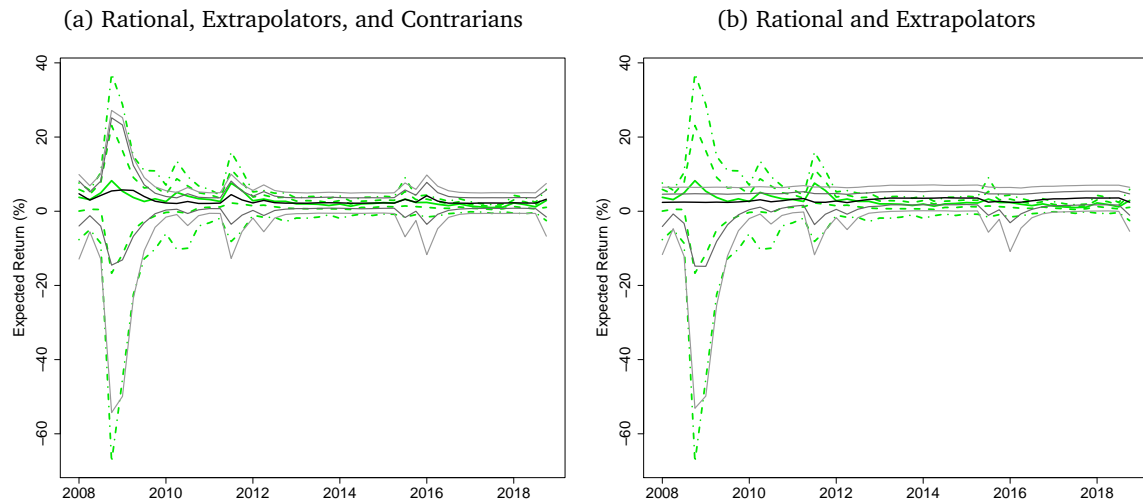 (a) Rational, Extrapolators, and Contrarians
(b) Rational and Extrapolators
Expected Return (%)
40
20
0
−20
−40
−60
2008 2010 2012 2014 2016 2018
Expected Return (%)
40
20
0
−20
−40
−60
2008 2010 2012 2014 2016 2018